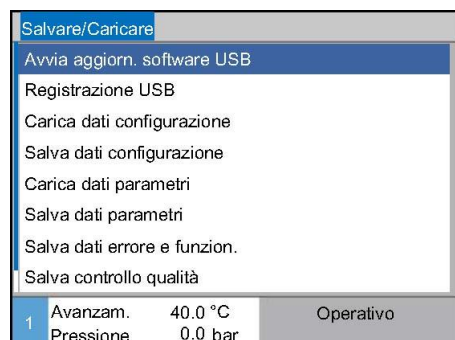 Salvare/Caricare
Avvia aggiorn. software USB
Registrazione USB
Carica dati configurazione
Salva dati configurazione
Carica dati parametri
Salva dati parametri
Salva dati errore e funzion.
Salva controllo qualità
1 Avanzam. 40.0 °C Operativo
Pressione 0.0 bar